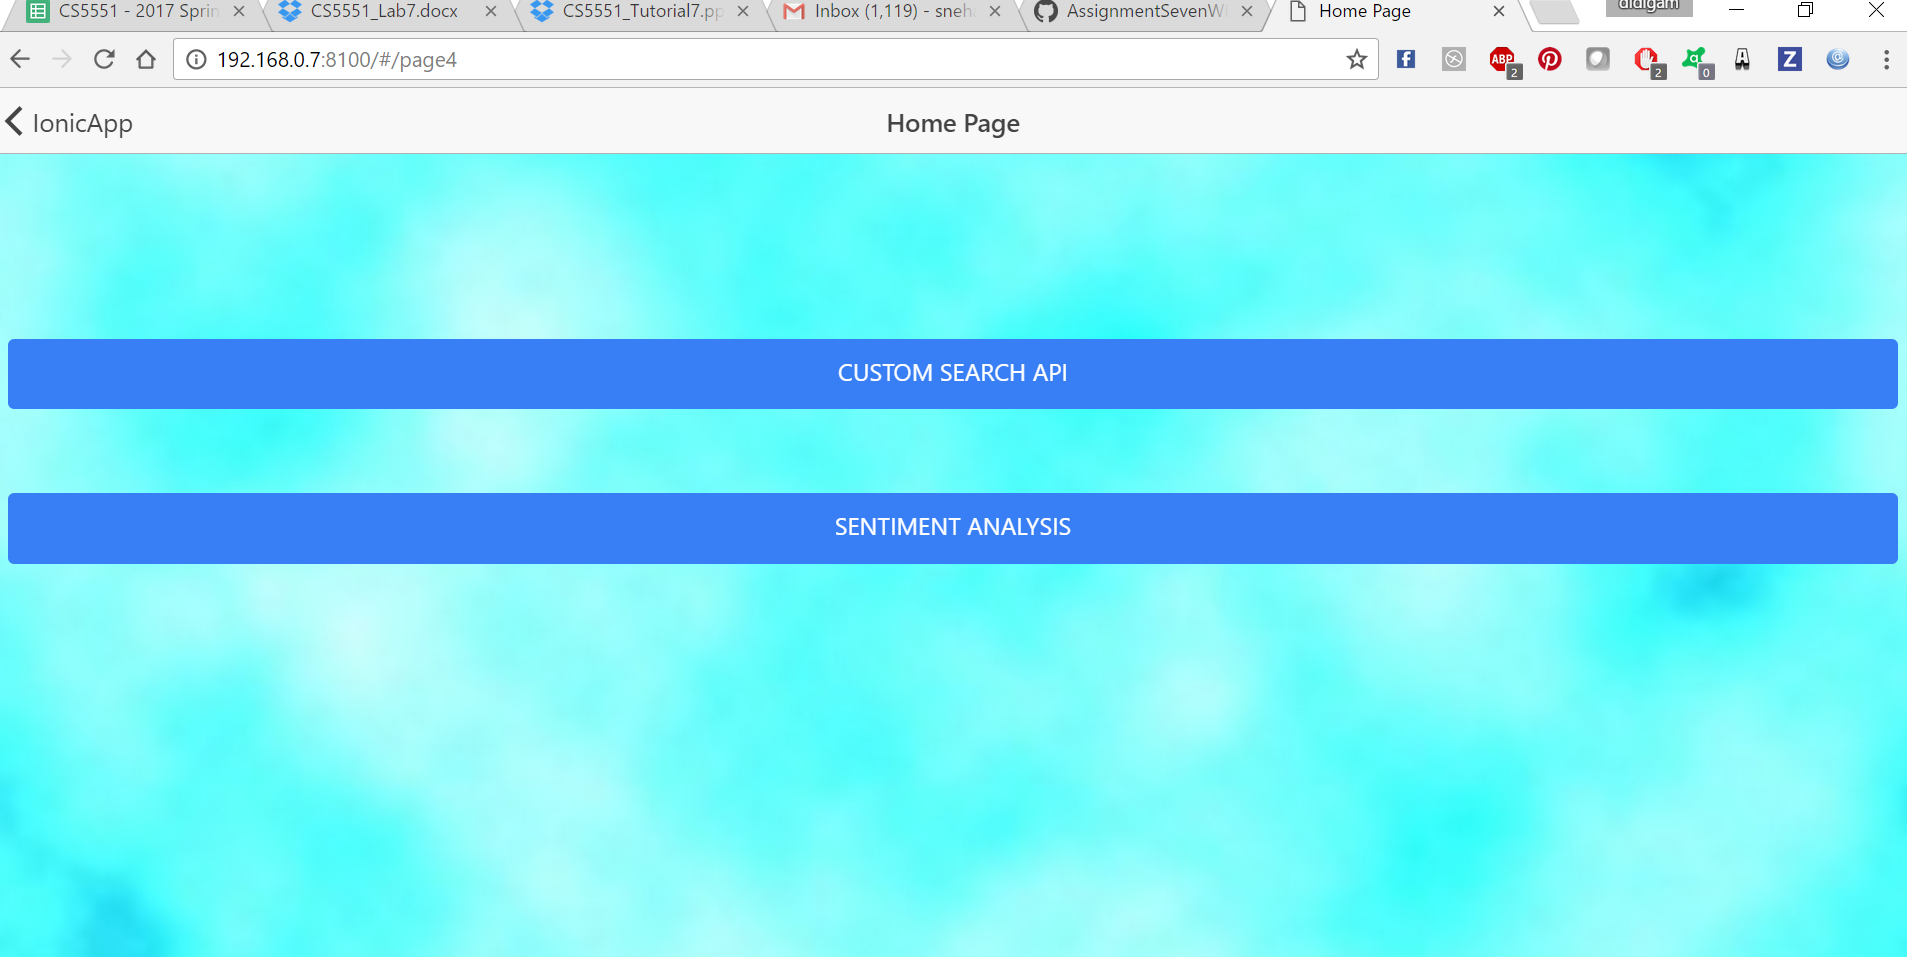 CS5551 - 2017 Sprin
CS5551_Lab7.docx
CS5551_Tutorial7.pp
Inbox (1,119) - sneh
AssignmentSevenW
Home Page
didigam
192.168.0.7:8100/#/page4
ABP
2
2
0
A
Z
IonicApp
Home Page
CUSTOM SEARCH API
SENTIMENT ANALYSIS